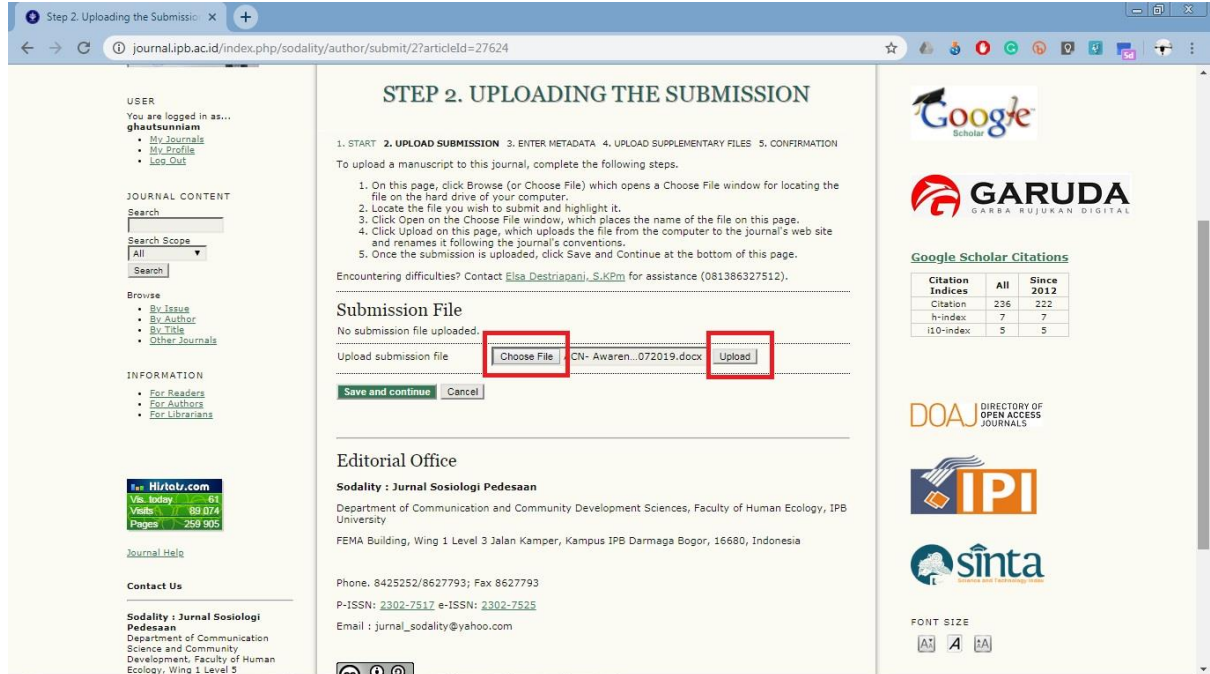 Step 2. Uploading the Submissio
journal.ipb.ac.id/index.php/sodality/author/submit/2?articleId=27624
USER
You are logged in as...
ghautsunniam
My Journals
My Profile
Log Out
JOURNAL CONTENT
Search
Search Scope
All
Search
Browse
By Issue
By Author
By Title
Other Journals
INFORMATION
For Readers
For Authors
For Librarians
Histats.com
Vis. today 61
Visits 89 074
Pages 259 905
Journal Help
Contact Us
Sodality : Jurnal Sosiologi
Pedesaan
Department of Communication
Science and Community
Development, Faculty of Human
Ecology, Wing 1 Level 5
STEP 2. UPLOADING THE SUBMISSION
1. START 2. UPLOAD SUBMISSION 3. ENTER METADATA 4. UPLOAD SUPPLEMENTARY FILES 5. CONFIRMATION
To upload a manuscript to this journal, complete the following steps.
1. On this page, click Browse (or Choose File) which opens a Choose File window for locating the
file on the hard drive of your computer.
2. Locate the file you wish to submit and highlight it.
3. Click Open on the Choose File window, which places the name of the file on this page.
4. Click Upload on this page, which uploads the file from the computer to the journal's web site
and renames it following the journal's conventions.
5. Once the submission is uploaded, click Save and Continue at the bottom of this page.
Encountering difficulties? Contact Elsa Destriapani, S.KPm for assistance (081386327512).
Submission File
No submission file uploaded.
Upload submission file Choose File CN- Awaren...072019.docx Upload
Save and continue Cancel
Editorial Office
Sodality : Jurnal Sosiologi Pedesaan
Department of Communication and Community Development Sciences, Faculty of Human Ecology, IPB
University
FEMA Building, Wing 1 Level 3 Jalan Kamper, Kampus IPB Darmaga Bogor, 16680, Indonesia
Phone. 8425252/8627793; Fax 8627793
P-ISSN: 2302-7517 e-ISSN: 2302-7525
Email : jurnal_sodality@yahoo.com
Google
Scholar
GARUDA
GARBA RUJUKAN DIGITAL
Google Scholar Citations
Citation Indices All Since 2012
Citation 236 222
h-index 7 7
i10-index 5 5
DOAJ DIRECTORY OF
OPEN ACCESS
JOURNALS
IPI
sinta
Science and Technology Index
FONT SIZE